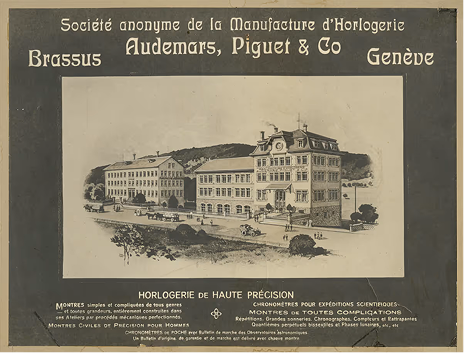 Société anonyme de la Manufacture d'Horlogerie
Audemars, Piguet & Co
Brassus
Genève
HORLOGERIE DE HAUTE PRÉCISION
MONTRES simples et compliquées de tous genres
et toutes grandeurs, entièrement construites dans
ses Ateliers par procédés mécaniques perfectionnés.
MONTRES CIVILES DE PRÉCISION POUR HOMMES
CHRONOMÈTRES POUR EXPÉDITIONS SCIENTIFIQUES
MONTRES DE TOUTES COMPLICATIONS
Répétitions, Grandes sonneries, Chronographes, Compteurs et Rattrapantes
Quantièmes perpétuels bissextiles et Phases lunaires, etc., etc.
CHRONOMÈTRES DE POCHE avec Bulletin de marche des Observatoires astronomiques
Un Bulletin d'origine, de garantie et de marche est délivré avec chaque montre